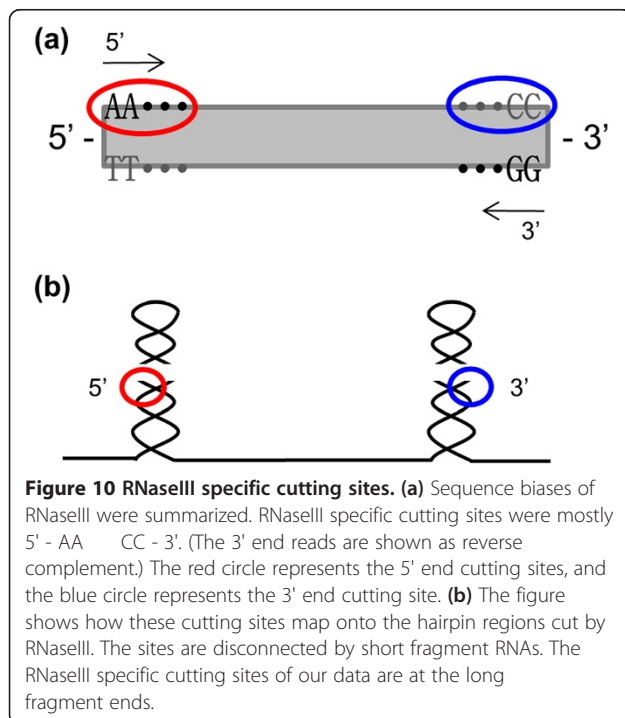 (a)
5’
AA••• •••CC
5’ - - 3’
TT••• •••GG
3’
(b)
5’ 3’
Figure 10 RNaseIII specific cutting sites. (a) Sequence biases of
RNaseIII were summarized. RNaseIII specific cutting sites were mostly
5' - AA CC - 3'. (The 3' end reads are shown as reverse
complement.) The red circle represents the 5' end cutting sites, and
the blue circle represents the 3' end cutting site. (b) The figure
shows how these cutting sites map onto the hairpin regions cut by
RNaseIII. The sites are disconnected by short fragment RNAs. The
RNaseIII specific cutting sites of our data are at the long
fragment ends.